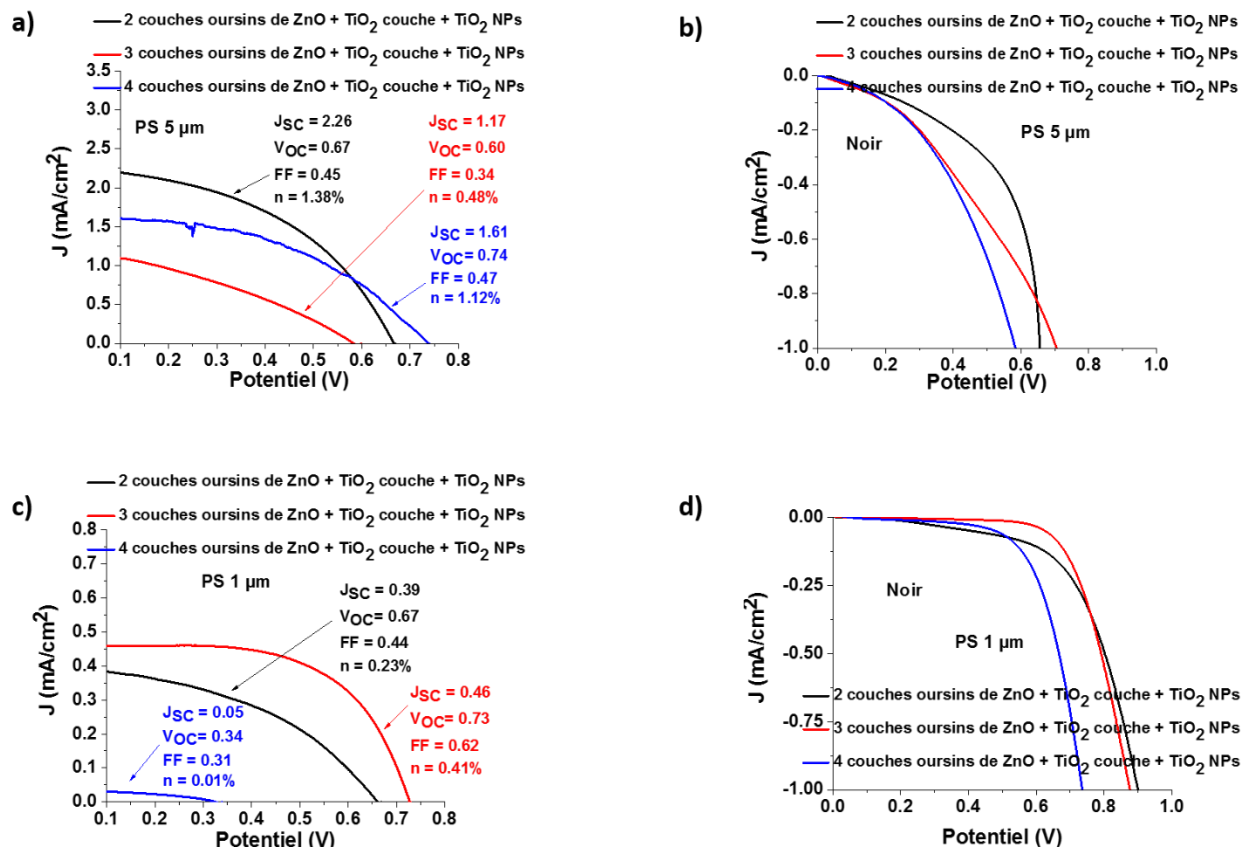 a)
2 couches oursins de ZnO + TiO2 couche + TiO2 NPs
3 couches oursins de ZnO + TiO2 couche + TiO2 NPs
4 couches oursins de ZnO + TiO2 couche + TiO2 NPs
PS 5 µm
JSC = 2.26
VOC= 0.67
FF = 0.45
n = 1.38%
JSC = 1.17
VOC= 0.60
FF = 0.34
n = 0.48%
JSC = 1.61
VOC= 0.74
FF = 0.47
n = 1.12%
J (mA/cm2)
3.5
3.0
2.5
2.0
1.5
1.0
0.5
0.0
0.1 0.2 0.3 0.4 0.5 0.6 0.7 0.8
Potentiel (V)
b)
2 couches oursins de ZnO + TiO2 couche + TiO2 NPs
3 couches oursins de ZnO + TiO2 couche + TiO2 NPs
4 couches oursins de ZnO + TiO2 couche + TiO2 NPs
Noir
PS 5 µm
J (mA/cm2)
0.0
-0.2
-0.4
-0.6
-0.8
-1.0
0.0 0.2 0.4 0.6 0.8 1.0
Potentiel (V)
c)
2 couches oursins de ZnO + TiO2 couche + TiO2 NPs
3 couches oursins de ZnO + TiO2 couche + TiO2 NPs
4 couches oursins de ZnO + TiO2 couche + TiO2 NPs
PS 1 µm
JSC = 0.39
VOC= 0.67
FF = 0.44
n = 0.23%
JSC = 0.46
VOC= 0.73
FF = 0.62
n = 0.41%
JSC = 0.05
VOC= 0.34
FF = 0.31
n = 0.01%
J (mA/cm2)
0.8
0.7
0.6
0.5
0.4
0.3
0.2
0.1
0.0
0.1 0.2 0.3 0.4 0.5 0.6 0.7 0.8
Potentiel (V)
d)
Noir
PS 1 µm
2 couches oursins de ZnO + TiO2 couche + TiO2 NPs
3 couches oursins de ZnO + TiO2 couche + TiO2 NPs
4 couches oursins de ZnO + TiO2 couche + TiO2 NPs
J (mA/cm2)
0.00
-0.25
-0.50
-0.75
-1.00
0.0 0.2 0.4 0.6 0.8 1.0
Potentiel (V)